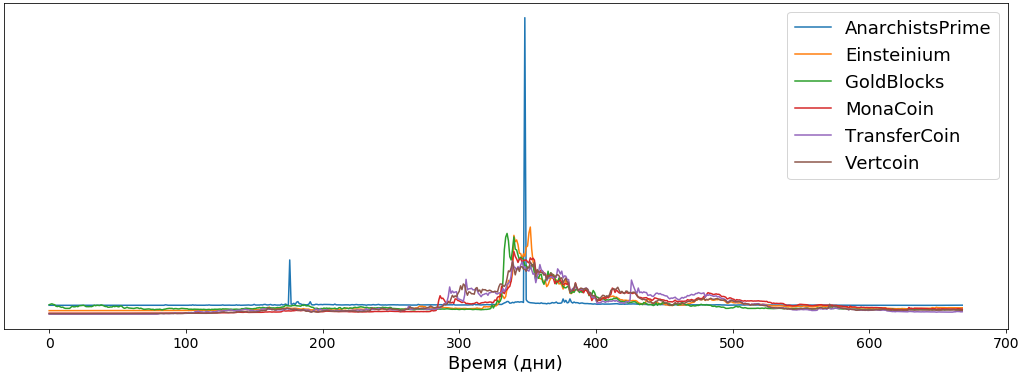 AnarchistsPrime
Einsteinium
GoldBlocks
MonaCoin
TransferCoin
Vertcoin
0 100 200 300 400 500 600 700
Время (дни)